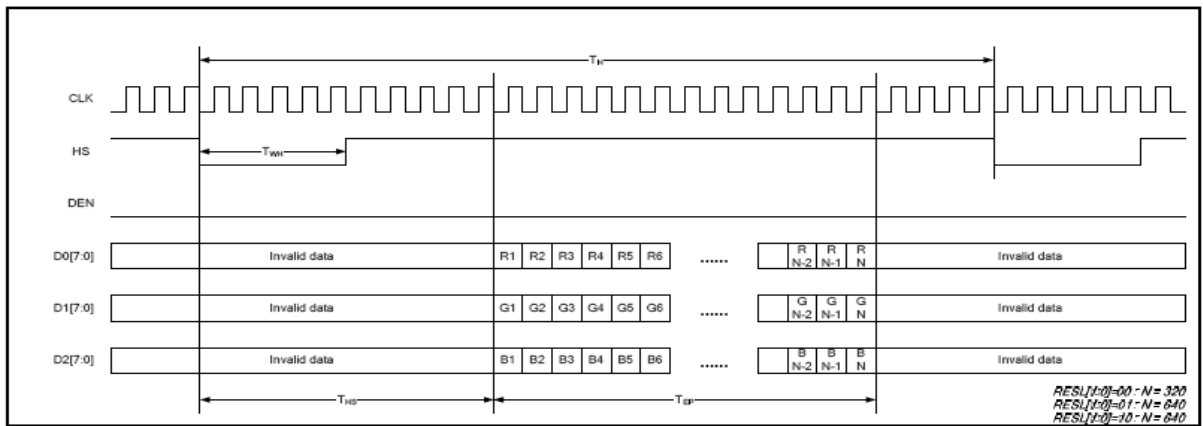 TH
CLK
HS
TWH
DEN
D0[7:0] Invalid data R1 R2 R3 R4 R5 R6 ...... R N-2 R N-1 R N Invalid data
D1[7:0] Invalid data G1 G2 G3 G4 G5 G6 ...... G N-2 G N-1 G N Invalid data
D2[7:0] Invalid data B1 B2 B3 B4 B5 B6 ...... B N-2 B N-1 B N Invalid data
THS TEP
RESL[1:0]=00 : N = 320
RESL[1:0]=01 : N = 640
RESL[1:0]=10 : N = 640